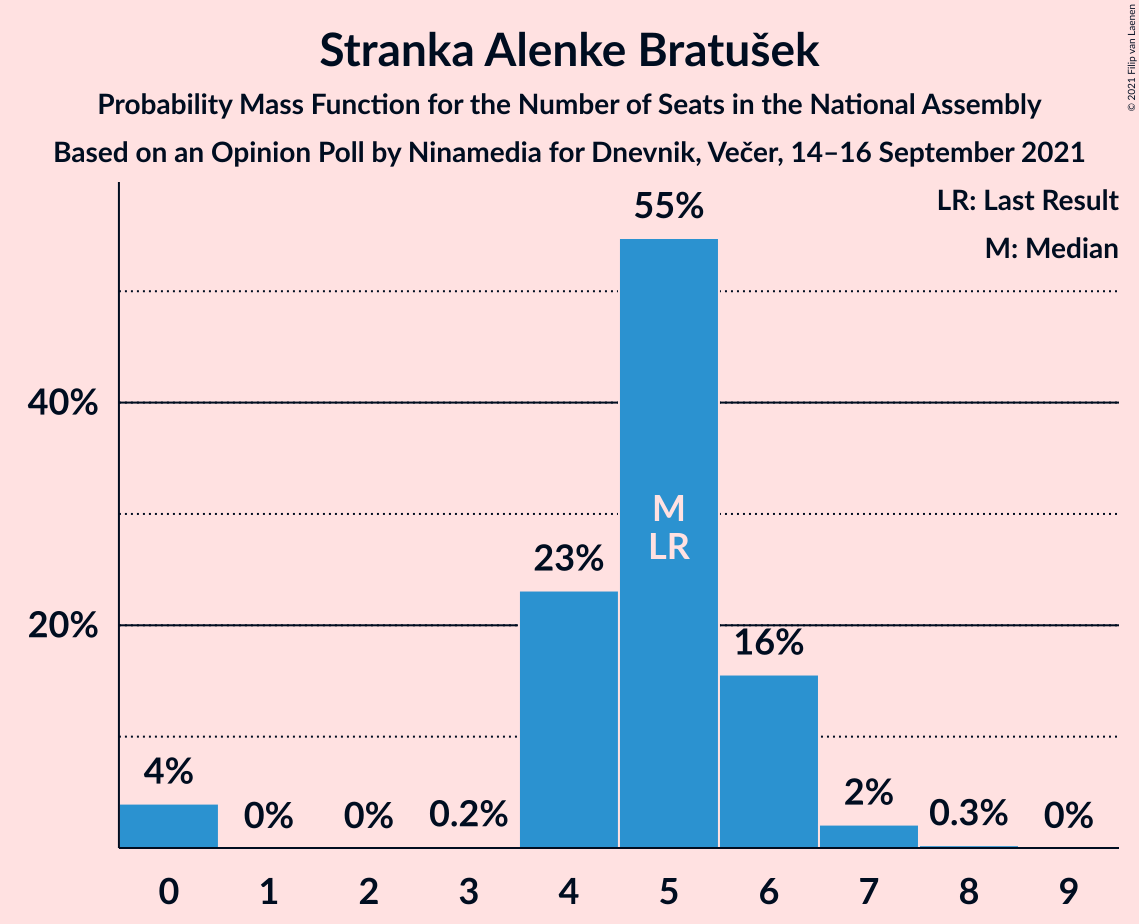 Stranka Alenke Bratušek
Probability Mass Function for the Number of Seats in the National Assembly
Based on an Opinion Poll by Ninamedia for Dnevnik, Večer, 14–16 September 2021
© 2021 Filip van Laenen
LR: Last Result
M: Median
55%
40%
M
LR
23%
20%
16%
4%
0%
0%
0.2%
2%
0.3%
0%
0 1 2 3 4 5 6 7 8 9